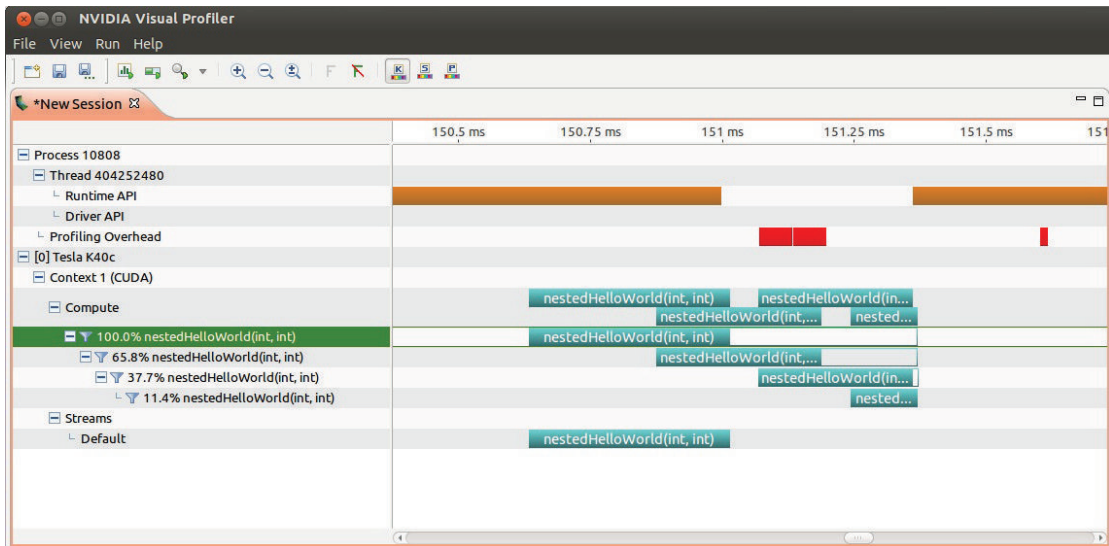 NVIDIA Visual Profiler
File View Run Help
*New Session
150.5 ms 150.75 ms 151 ms 151.25 ms 151.5 ms 151
Process 10808
Thread 404252480
Runtime API
Driver API
Profiling Overhead
[0] Tesla K40c
Context 1 (CUDA)
nestedHelloWorld(int, int) nestedHelloWorld(in...
Compute
nestedHelloWorld(int,... nested...
100.0% nestedHelloWorld(int, int) nestedHelloWorld(int, int)
65.8% nestedHelloWorld(int, int) nestedHelloWorld(int,...
37.7% nestedHelloWorld(int, int) nestedHelloWorld(in...
11.4% nestedHelloWorld(int, int) nested...
Streams
Default nestedHelloWorld(int, int)